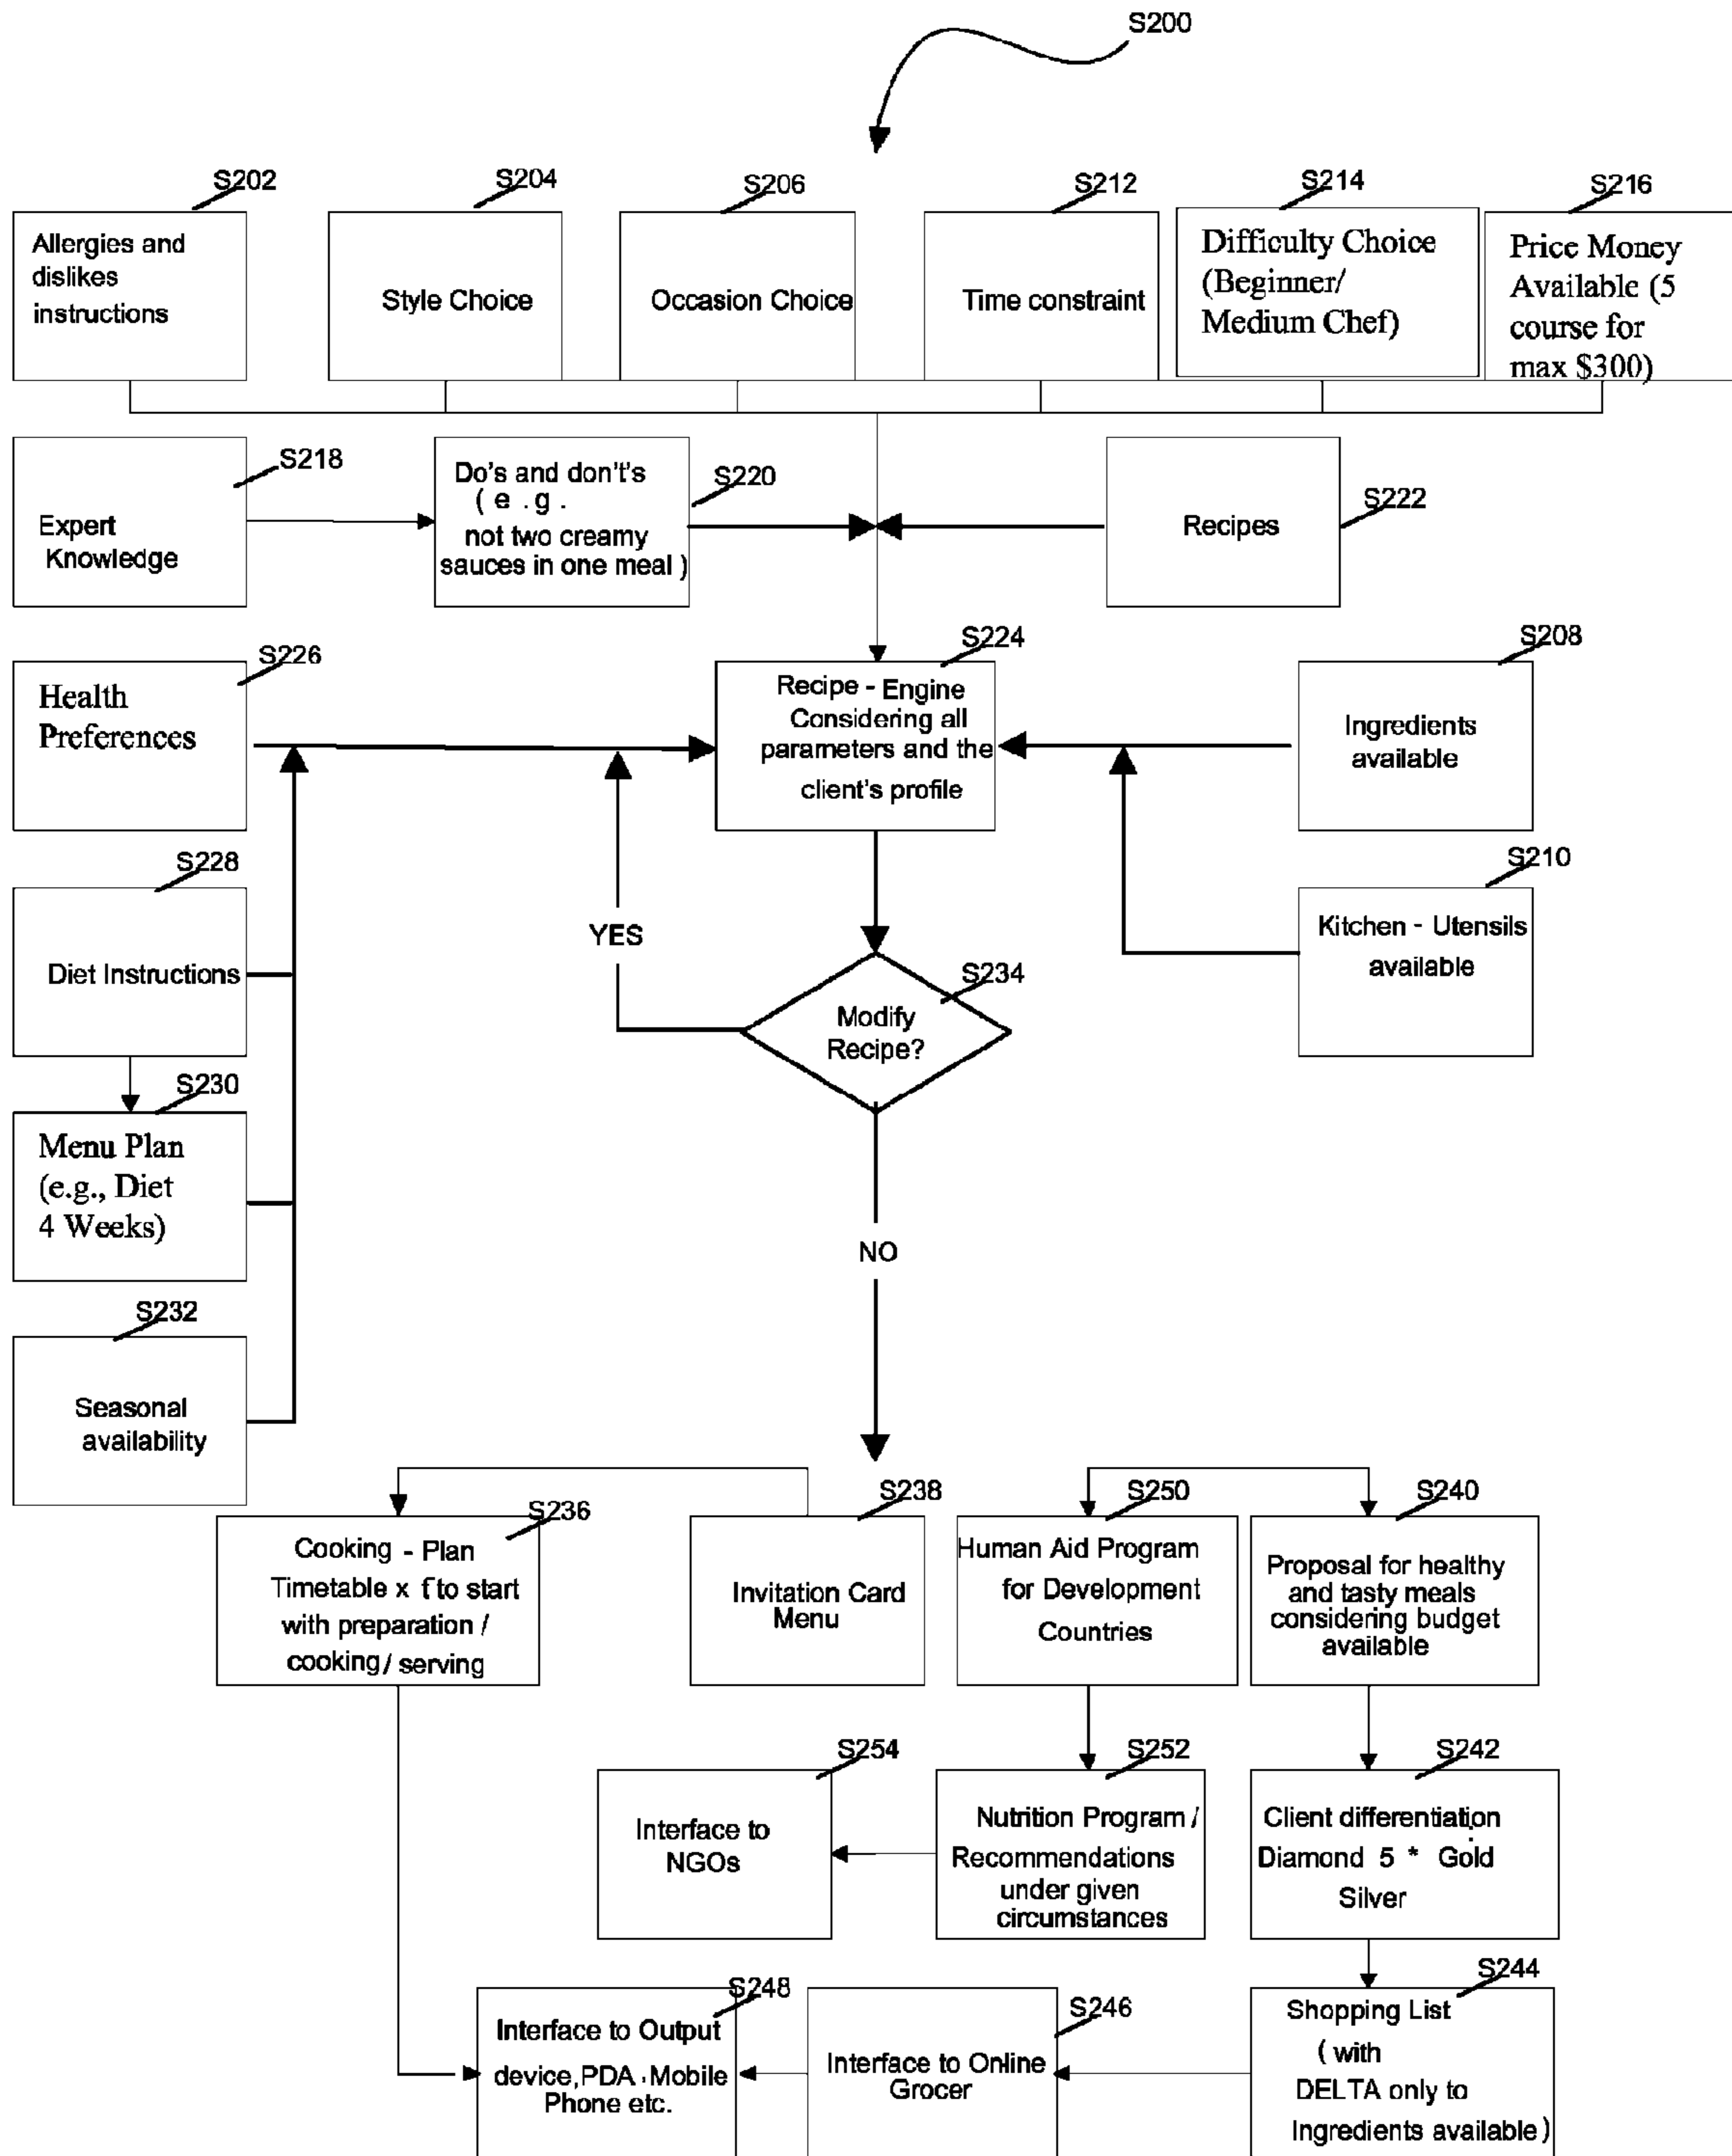 S200
S202
S204
S206
S212
S214
S216
Allergies and
dislikes
instructions
Style Choice
Occasion Choice
Time constraint
Difficulty Choice
(Beginner/
Medium Chef)
Price Money
Available (5
course for
max $300)
S218
Expert
Knowledge
Do's and don't's
( e .g .
not two creamy
sauces in one meal )
S220
Recipes
S222
S226
Health
Preferences
S224
Recipe - Engine
Considering all
parameters and the
client's profile
S208
Ingredients
available
S228
Diet Instructions
YES
S210
Kitchen - Utensils
available
S234
Modify
Recipe?
S230
Menu Plan
(e.g., Diet
4 Weeks)
NO
S232
Seasonal
availability
S236
Cooking - Plan
Timetable x f to start
with preparation /
cooking / serving
S238
Invitation Card
Menu
S250
Human Aid Program
for Development
Countries
S240
Proposal for healthy
and tasty meals
considering budget
available
S254
Interface to
NGOs
S252
Nutrition Program /
Recommendations
under given
circumstances
S242
Client differentiation
Diamond 5 * Gold
Silver
S248
Interface to Output
device, PDA . Mobile
Phone etc.
S246
Interface to Online
Grocer
S244
Shopping List
( with
DELTA only to
Ingredients available )